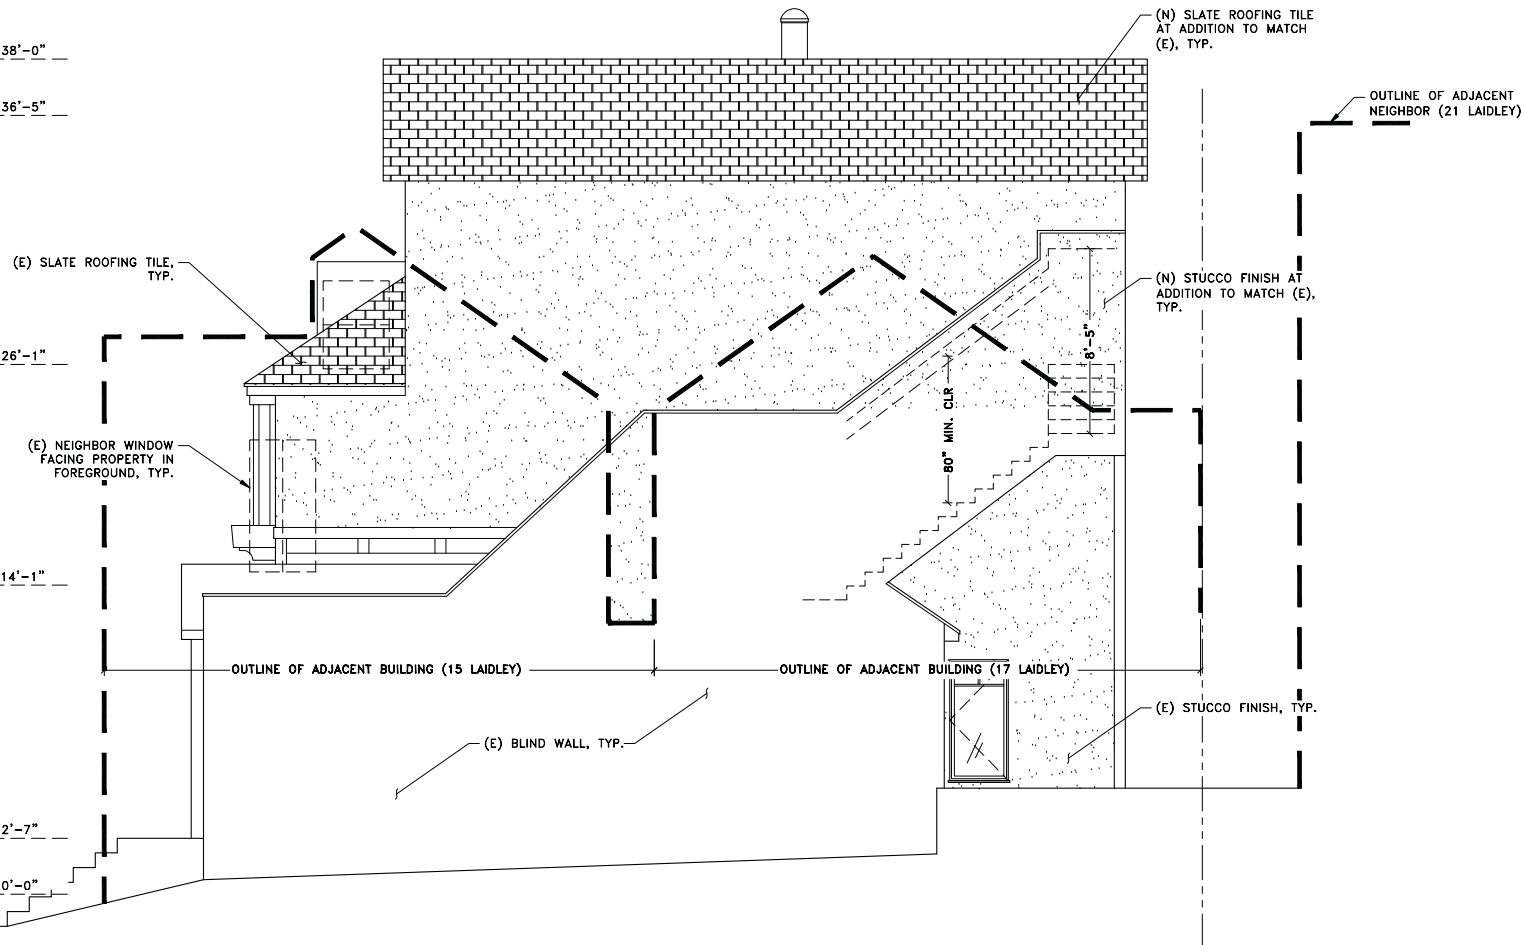 38'-0"
(N) SLATE ROOFING TILE
AT ADDITION TO MATCH
(E), TYP.
36'-5"
OUTLINE OF ADJACENT
NEIGHBOR (21 LAIDLEY)
(E) SLATE ROOFING TILE,
TYP.
(N) STUCCO FINISH AT
ADDITION TO MATCH (E),
TYP.
8'-5"
26'-1"
80" MIN. CLR
(E) NEIGHBOR WINDOW
FACING PROPERTY IN
FOREGROUND, TYP.
14'-1"
OUTLINE OF ADJACENT BUILDING (15 LAIDLEY)
OUTLINE OF ADJACENT BUILDING (17 LAIDLEY)
(E) STUCCO FINISH, TYP.
(E) BLIND WALL, TYP.
2'-7"
0'-0"